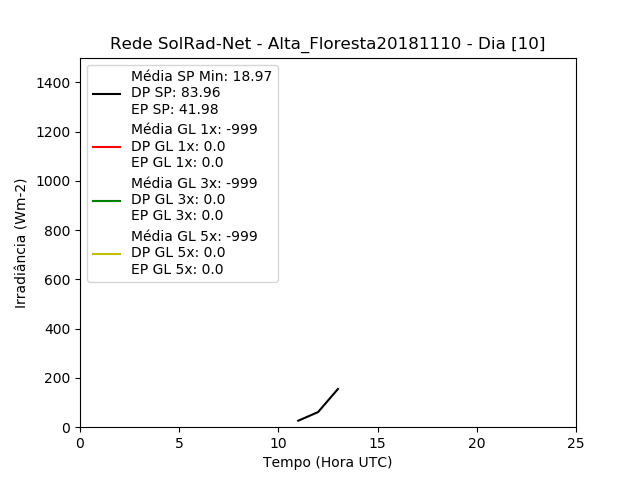 Rede SolRad-Net - Alta_Floresta20181110 - Dia [10]
Média SP Min: 18.97
DP SP: 83.96
EP SP: 41.98
Média GL 1x: -999
DP GL 1x: 0.0
EP GL 1x: 0.0
Média GL 3x: -999
DP GL 3x: 0.0
EP GL 3x: 0.0
Média GL 5x: -999
DP GL 5x: 0.0
EP GL 5x: 0.0
1400
1200
1000
800
600
400
200
0
Irradiância (Wm-2)
0 5 10 15 20 25
Tempo (Hora UTC)